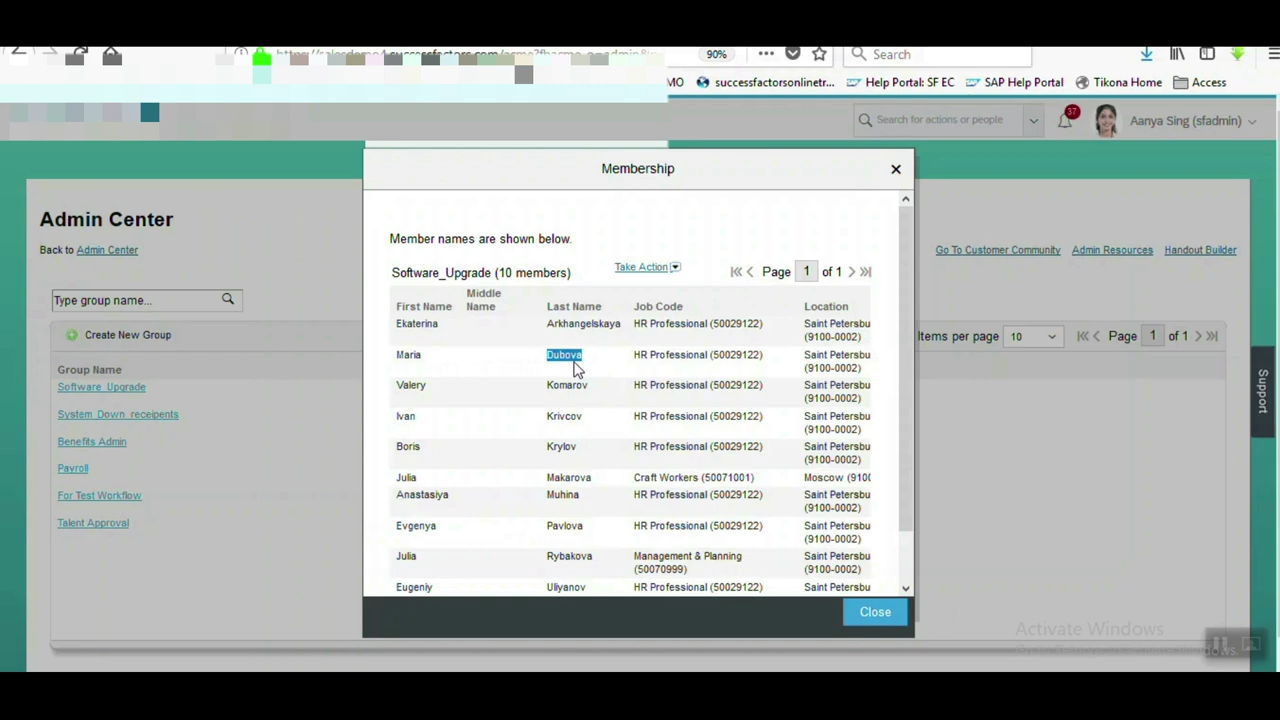 90%
Search
MO
successfactorsonlinetr...
Help Portal: SF EC
SAP Help Portal
Tikona Home
Access
Search for actions or people
37
Aanya Sing (sfadmin)
Membership
Admin Center
Back to Admin Center
Go To Customer Community
Admin Resources
Handout Builder
Member names are shown below.
Software_Upgrade (10 members)
Take Action
Page 1 of 1
Type group name...
Create New Group
Items per page 10
Page 1 of 1
Group Name
Software_Upgrade
System_Down_receipents
Benefits Admin
Payroll
For Test Workflow
Talent Approval
First Name Middle Name Last Name Job Code Location
Ekaterina Arkhangelskaya HR Professional (50029122) Saint Petersbu
(9100-0002)
Maria Dubova HR Professional (50029122) Saint Petersbu
(9100-0002)
Valery Komarov HR Professional (50029122) Saint Petersbu
(9100-0002)
Ivan Krivcov HR Professional (50029122) Saint Petersbu
(9100-0002)
Boris Krylov HR Professional (50029122) Saint Petersbu
(9100-0002)
Julia Makarova Craft Workers (50071001) Moscow (910
Anastasiya Muhina HR Professional (50029122) Saint Petersbu
(9100-0002)
Evgenya Pavlova HR Professional (50029122) Saint Petersbu
(9100-0002)
Julia Rybakova Management & Planning Saint Petersbu
(50070999) (9100-0002)
Eugeniy Uliyanov HR Professional (50029122) Saint Petersbu
Close
Support
Activate Windows